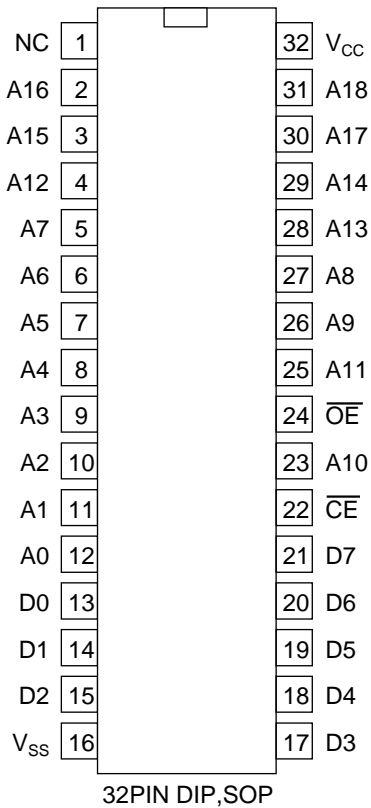 NC 1 32 VCC
A16 2 31 A18
A15 3 30 A17
A12 4 29 A14
A7 5 28 A13
A6 6 27 A8
A5 7 26 A9
A4 8 25 A11
A3 9 24 O̅E̅
A2 10 23 A10
A1 11 22 C̅E̅
A0 12 21 D7
D0 13 20 D6
D1 14 19 D5
D2 15 18 D4
VSS 16 17 D3
32PIN DIP,SOP